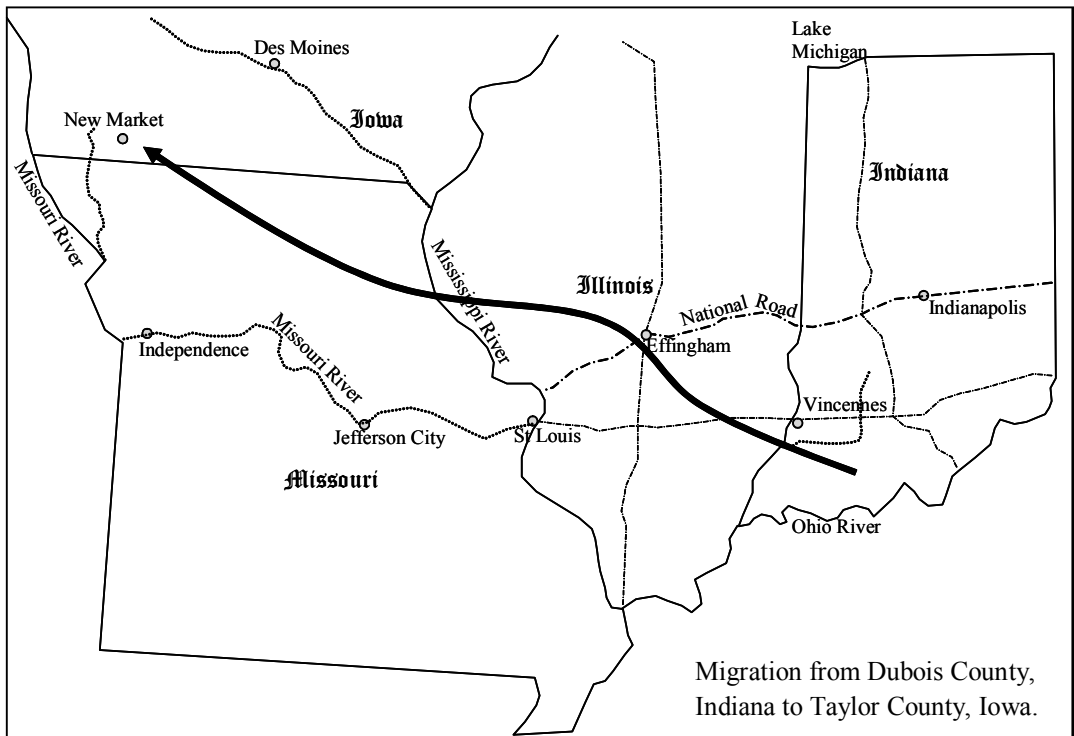 Lake
Michigan
Des Moines
Iowa
New Market
Indiana
Missouri River
Mississippi River
Illinois
National Road
Indianapolis
Effingham
Independence
Missouri River
Vincennes
Jefferson City
St Louis
Missouri
Ohio River
Migration from Dubois County,
Indiana to Taylor County, Iowa.